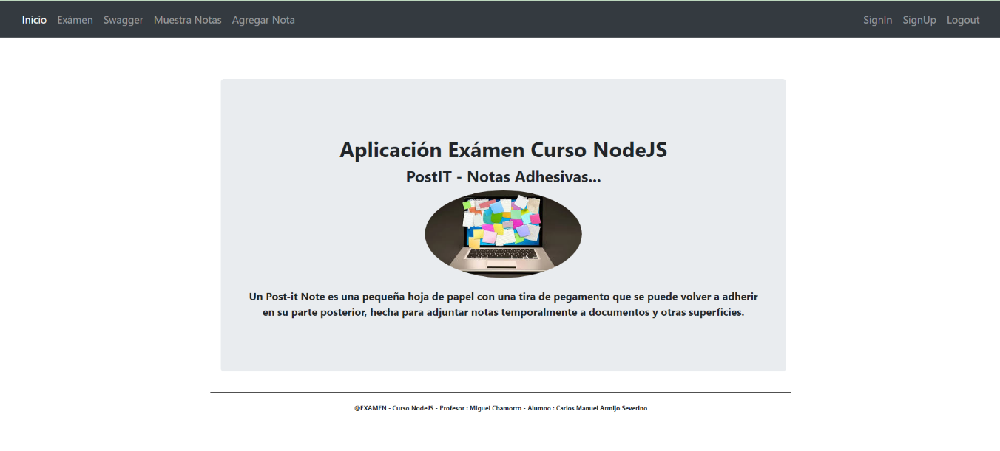 Inicio Exámen Swagger Muestra Notas Agregar Nota SignIn SignUp Logout
Aplicación Exámen Curso NodeJS
PostIT - Notas Adhesivas...
Un Post-it Note es una pequeña hoja de papel con una tira de pegamento que se puede volver a adherir
en su parte posterior, hecha para adjuntar notas temporalmente a documentos y otras superficies.
@EXAMEN - Curso NodeJS - Profesor : Miguel Chamorro - Alumno : Carlos Manuel Armijo Severino